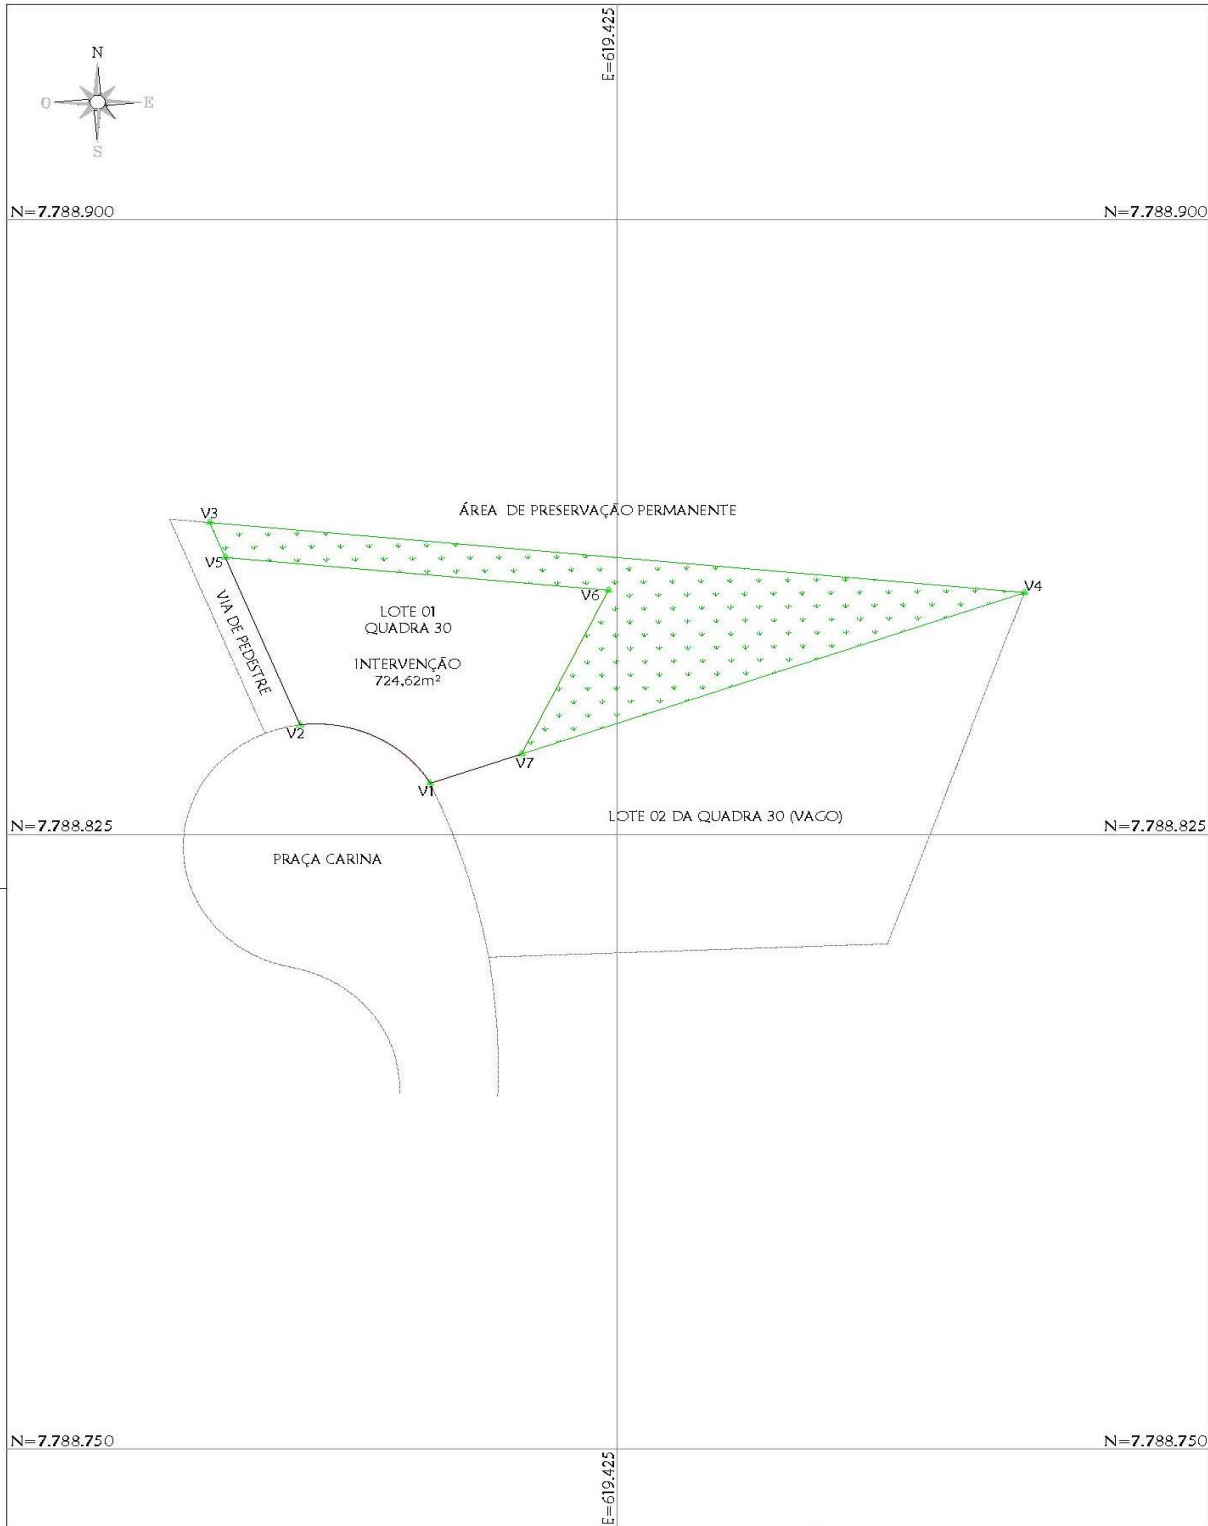 E=619.425
N
O
E
S
N=7.788.900
N=7.788.900
V3
ÁREA DE PRESERVAÇÃO PERMANENTE
V5
V6
V4
VIA DE PEDESTRE
LOTE 01
QUADRA 30
INTERVENÇÃO
724,62m²
V2
V7
V1
LOTE 02 DA QUADRA 30 (VAGO)
N=7.788.825
N=7.788.825
PRAÇA CARINA
N=7.788.750
N=7.788.750
E=619.425